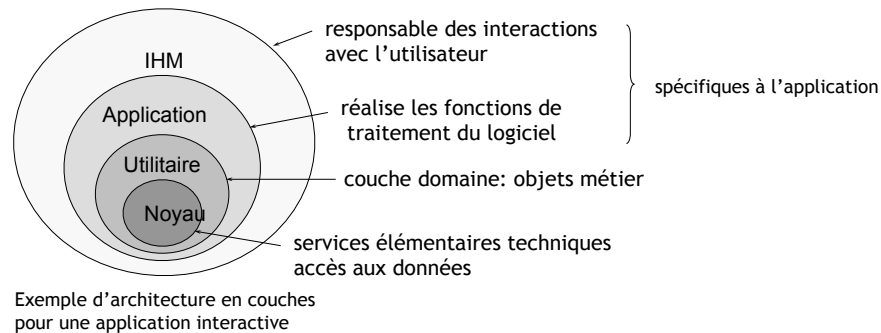 responsable des interactions
avec l’utilisateur
IHM
spécifiques à l’application
Application
réalise les fonctions de
traitement du logiciel
Utilitaire
couche domaine: objets métier
Noyau
services élémentaires techniques
accès aux données
Exemple d’architecture en couches
pour une application interactive